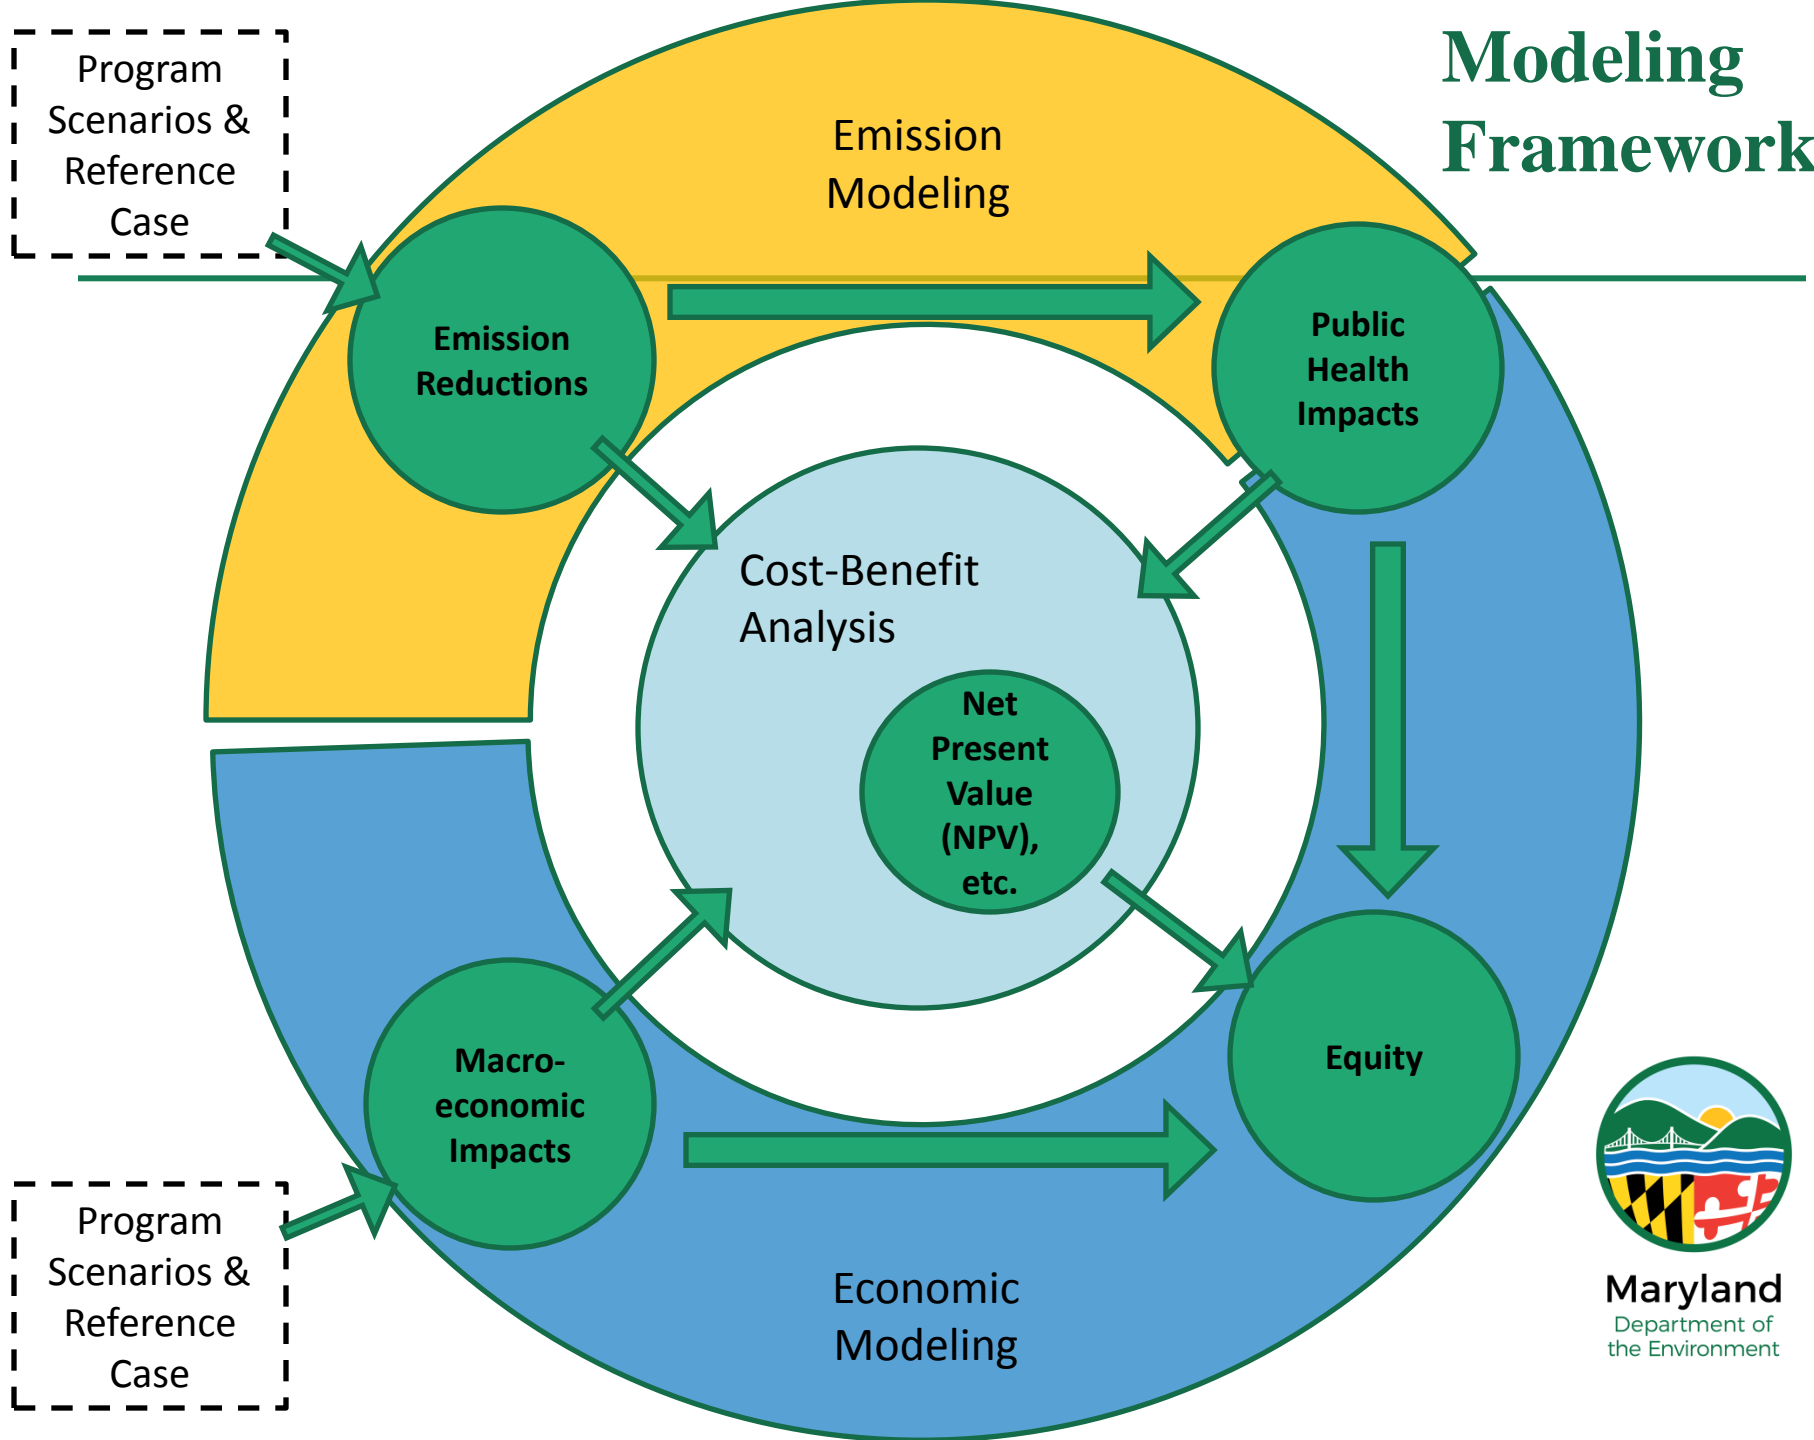 Modeling
Framework
Program
Scenarios &
Reference
Case
Emission
Modeling
Emission
Reductions
Public
Health
Impacts
Cost-Benefit
Analysis
Net
Present
Value
(NPV),
etc.
Macro-
economic
Impacts
Equity
Program
Scenarios &
Reference
Case
Economic
Modeling
Maryland
Department of
the Environment